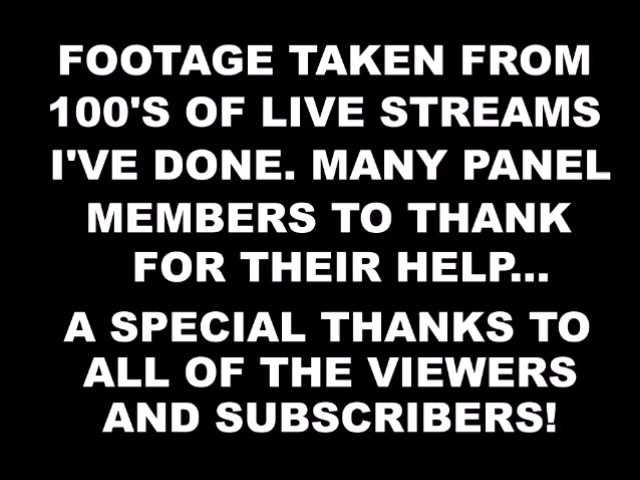 FOOTAGE TAKEN FROM
100'S OF LIVE STREAMS
I'VE DONE. MANY PANEL
MEMBERS TO THANK
FOR THEIR HELP...
A SPECIAL THANKS TO
ALL OF THE VIEWERS
AND SUBSCRIBERS!